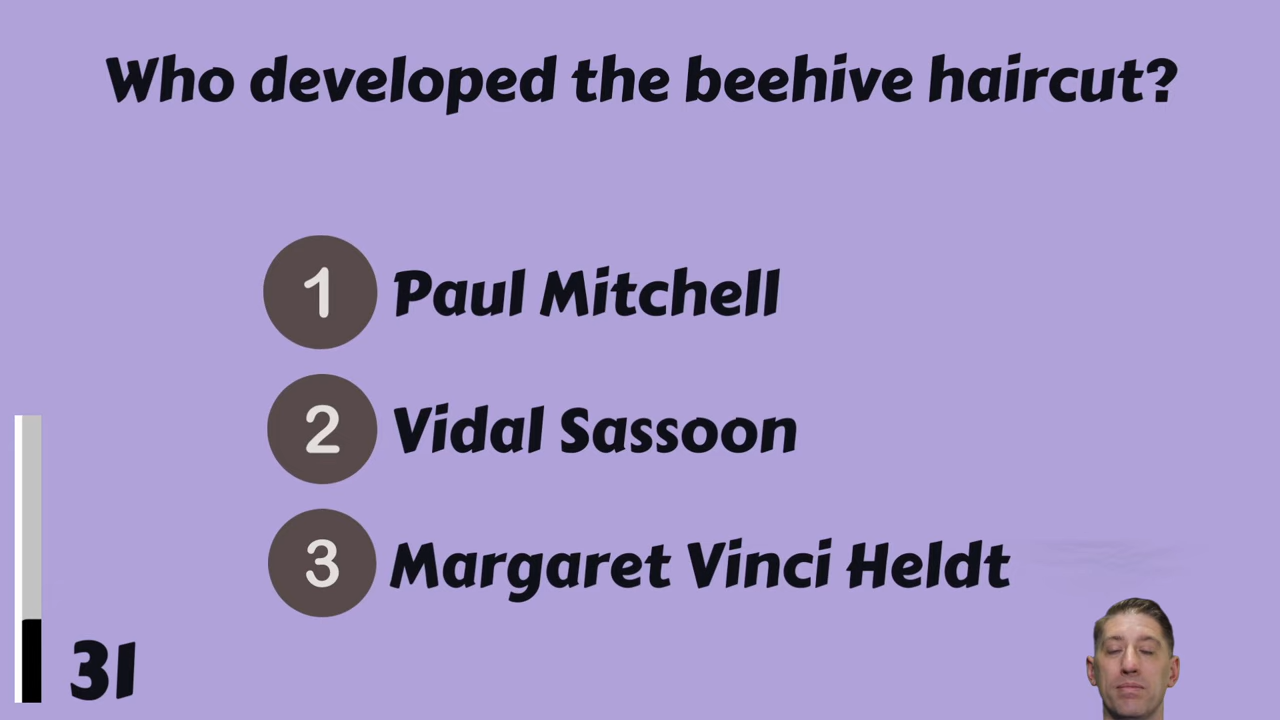 Who developed the beehive haircut?
1 Paul Mitchell
2 Vidal Sassoon
3 Margaret Vinci Heldt
31